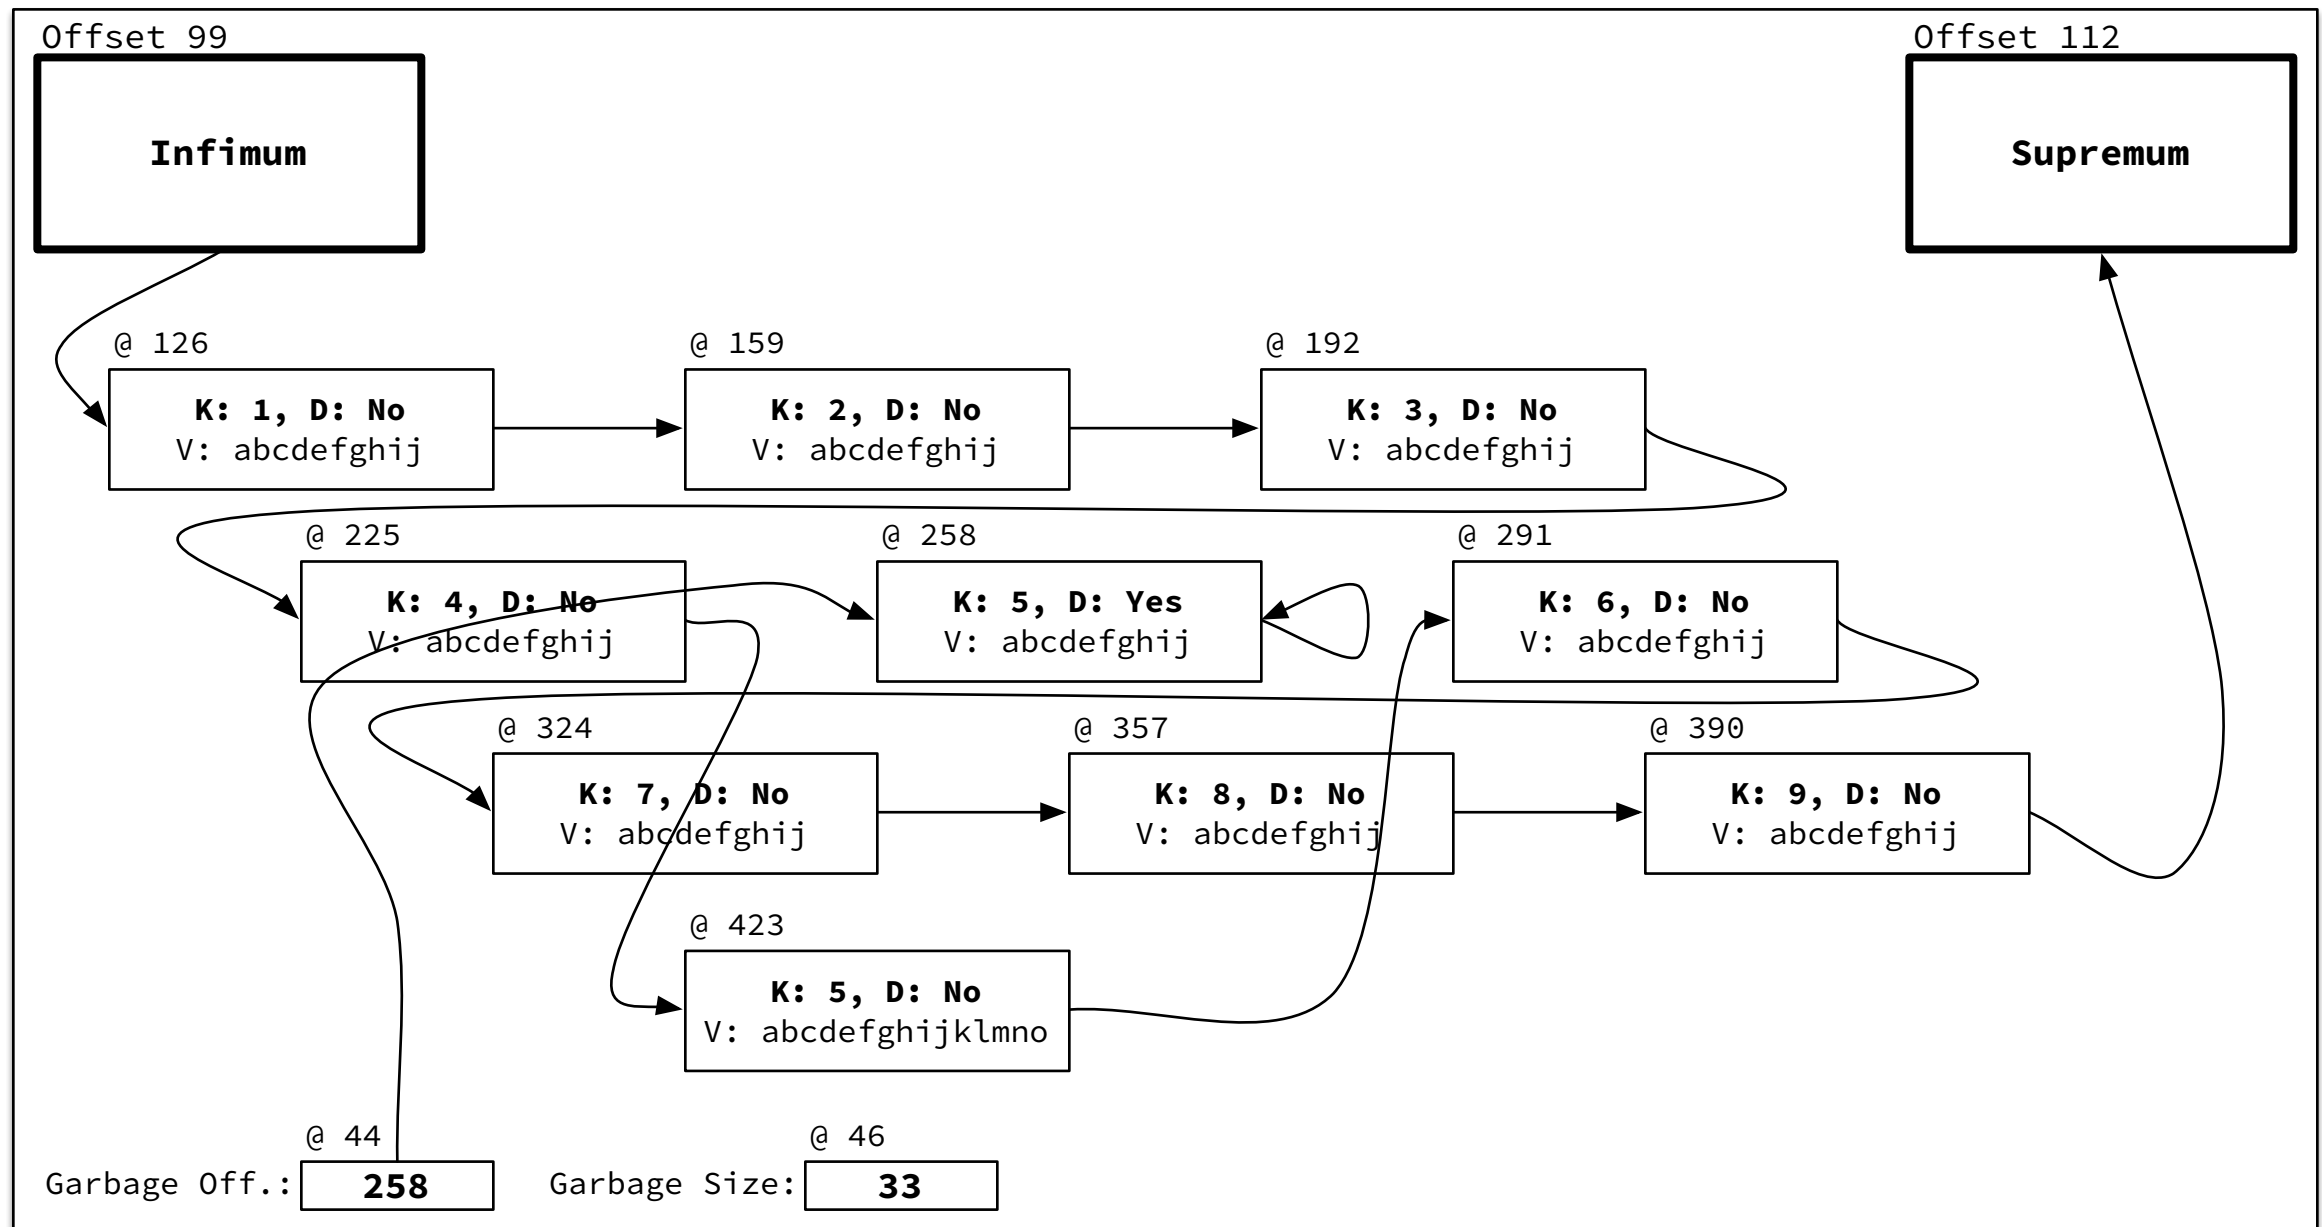 Offset 99
Offset 112
Infimum
Supremum
@ 126
@ 159
@ 192
K: 1, D: No
V: abcdefghij
K: 2, D: No
V: abcdefghij
K: 3, D: No
V: abcdefghij
@ 225
@ 258
@ 291
K: 4, D: No
V: abcdefghij
K: 5, D: Yes
V: abcdefghij
K: 6, D: No
V: abcdefghij
@ 324
@ 357
@ 390
K: 7, D: No
V: abcdefghij
K: 8, D: No
V: abcdefghij
K: 9, D: No
V: abcdefghij
@ 423
K: 5, D: No
V: abcdefghijklmno
@ 44
@ 46
Garbage Off.: 258
Garbage Size: 33